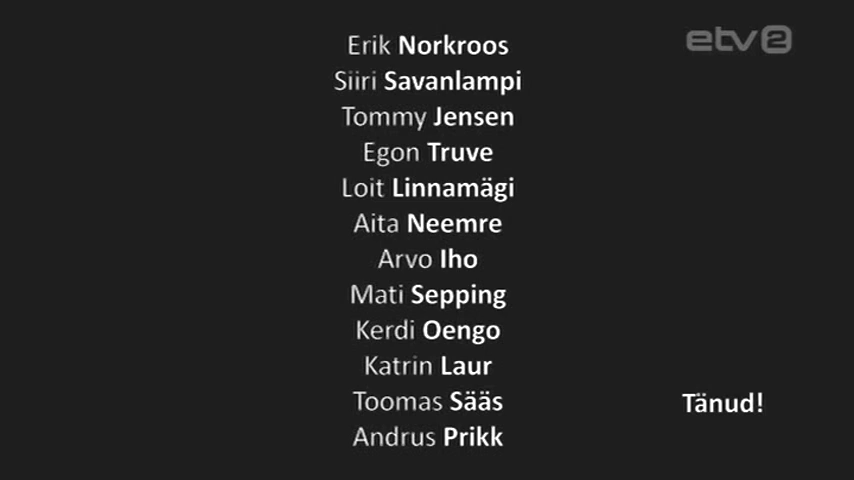 etv2
Erik Norkroos
Siiri Savanlampi
Tommy Jensen
Egon Truve
Loit Linnamägi
Aita Neemre
Arvo Iho
Mati Sepping
Kerdi Oengo
Katrin Laur
Toomas Sääs
Tänud!
Andrus Prikk